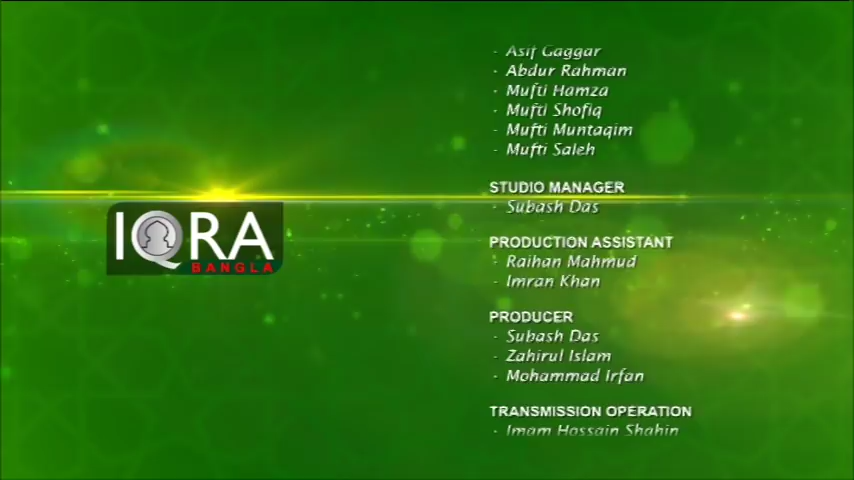 - Asif Gaggar
- Abdur Rahman
- Mufti Hamza
- Mufti Shofiq
- Mufti Muntaqim
- Mufti Saleh
STUDIO MANAGER
- Subash Das
PRODUCTION ASSISTANT
- Raihan Mahmud
- Imran Khan
PRODUCER
- Subash Das
- Zahirul Islam
- Mohammad Irfan
TRANSMISSION OPERATION
- Imam Hossain Shahin
IQRA
BANGLA